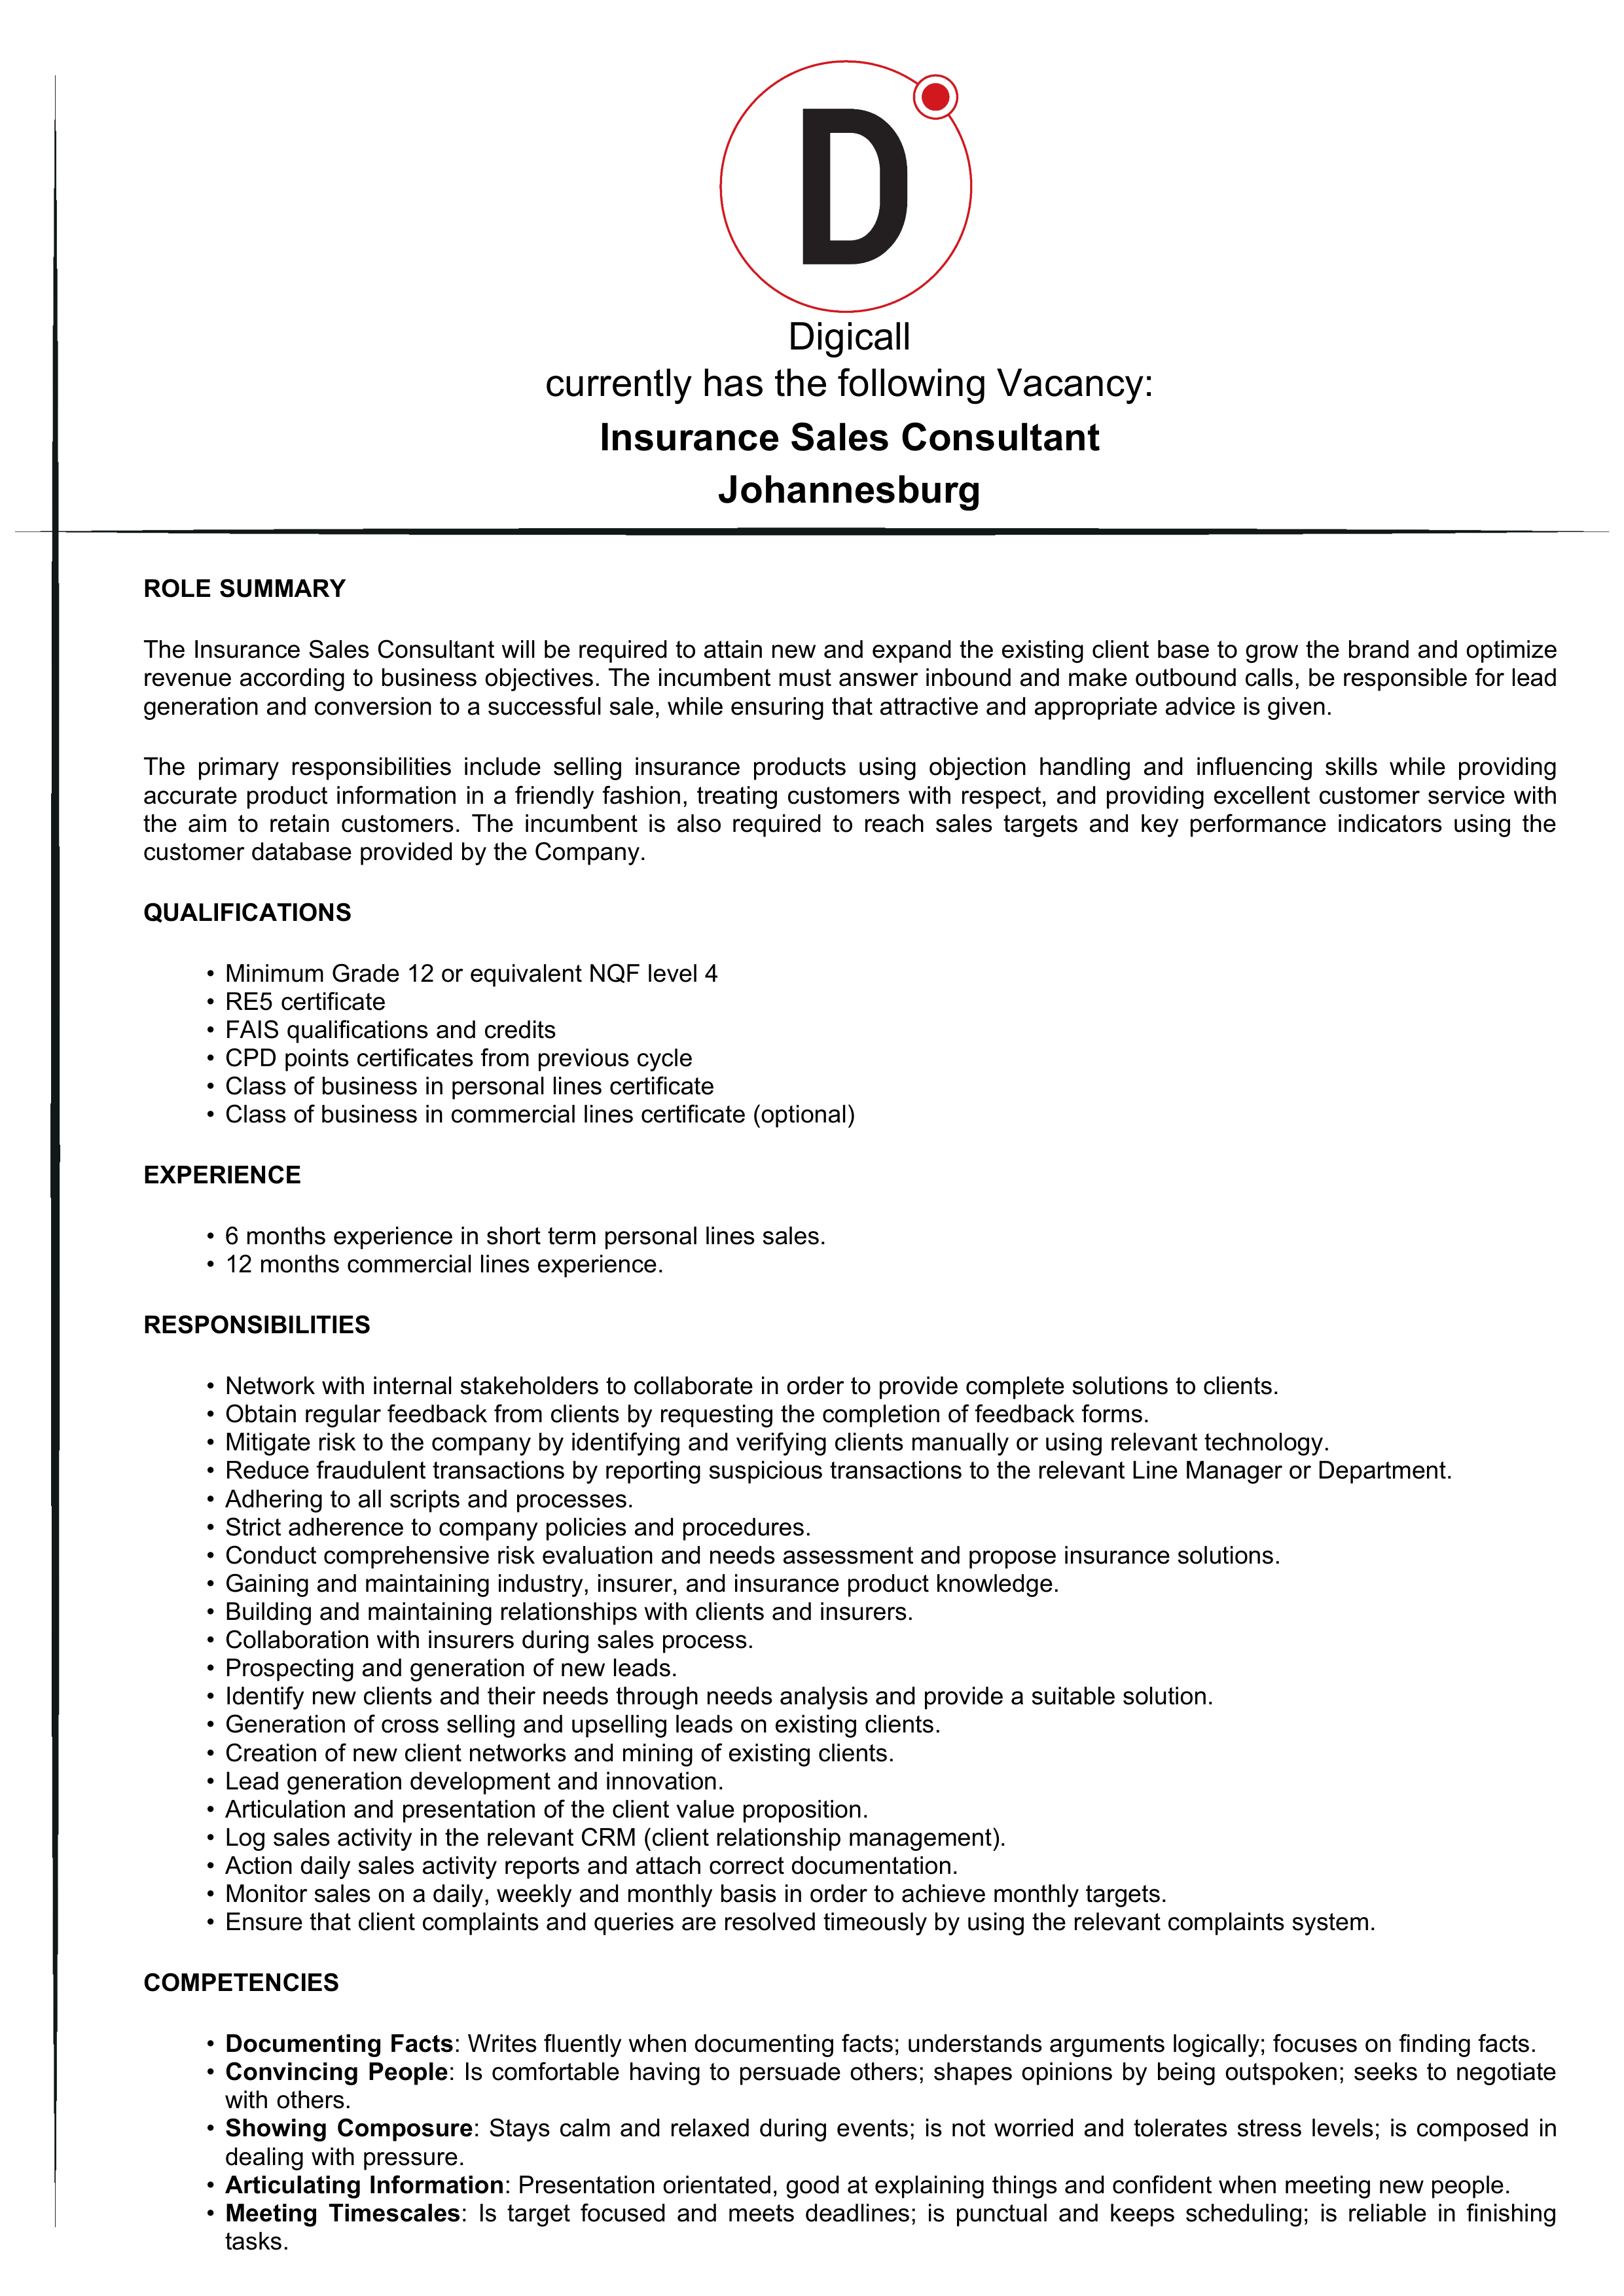 D
Digicall
currently has the following Vacancy:
Insurance Sales Consultant
Johannesburg
ROLE SUMMARY
The Insurance Sales Consultant will be required to attain new and expand the existing client base to grow the brand and optimize
revenue according to business objectives. The incumbent must answer inbound and make outbound calls, be responsible for lead
generation and conversion to a successful sale, while ensuring that attractive and appropriate advice is given.
The primary responsibilities include selling insurance products using objection handling and influencing skills while providing
accurate product information in a friendly fashion, treating customers with respect, and providing excellent customer service with
the aim to retain customers. The incumbent is also required to reach sales targets and key performance indicators using the
customer database provided by the Company.
QUALIFICATIONS
• Minimum Grade 12 or equivalent NQF level 4
• RE5 certificate
• FAIS qualifications and credits
• CPD points certificates from previous cycle
• Class of business in personal lines certificate
• Class of business in commercial lines certificate (optional)
EXPERIENCE
• 6 months experience in short term personal lines sales.
• 12 months commercial lines experience.
RESPONSIBILITIES
• Network with internal stakeholders to collaborate in order to provide complete solutions to clients.
• Obtain regular feedback from clients by requesting the completion of feedback forms.
• Mitigate risk to the company by identifying and verifying clients manually or using relevant technology.
• Reduce fraudulent transactions by reporting suspicious transactions to the relevant Line Manager or Department.
• Adhering to all scripts and processes.
• Strict adherence to company policies and procedures.
• Conduct comprehensive risk evaluation and needs assessment and propose insurance solutions.
• Gaining and maintaining industry, insurer, and insurance product knowledge.
• Building and maintaining relationships with clients and insurers.
• Collaboration with insurers during sales process.
• Prospecting and generation of new leads.
• Identify new clients and their needs through needs analysis and provide a suitable solution.
• Generation of cross selling and upselling leads on existing clients.
• Creation of new client networks and mining of existing clients.
• Lead generation development and innovation.
• Articulation and presentation of the client value proposition.
• Log sales activity in the relevant CRM (client relationship management).
• Action daily sales activity reports and attach correct documentation.
• Monitor sales on a daily, weekly and monthly basis in order to achieve monthly targets.
• Ensure that client complaints and queries are resolved timeously by using the relevant complaints system.
COMPETENCIES
• Documenting Facts: Writes fluently when documenting facts; understands arguments logically; focuses on finding facts.
• Convincing People: Is comfortable having to persuade others; shapes opinions by being outspoken; seeks to negotiate
with others.
• Showing Composure: Stays calm and relaxed during events; is not worried and tolerates stress levels; is composed in
dealing with pressure.
• Articulating Information: Presentation orientated, good at explaining things and confident when meeting new people.
• Meeting Timescales: Is target focused and meets deadlines; is punctual and keeps scheduling; is reliable in finishing
tasks.